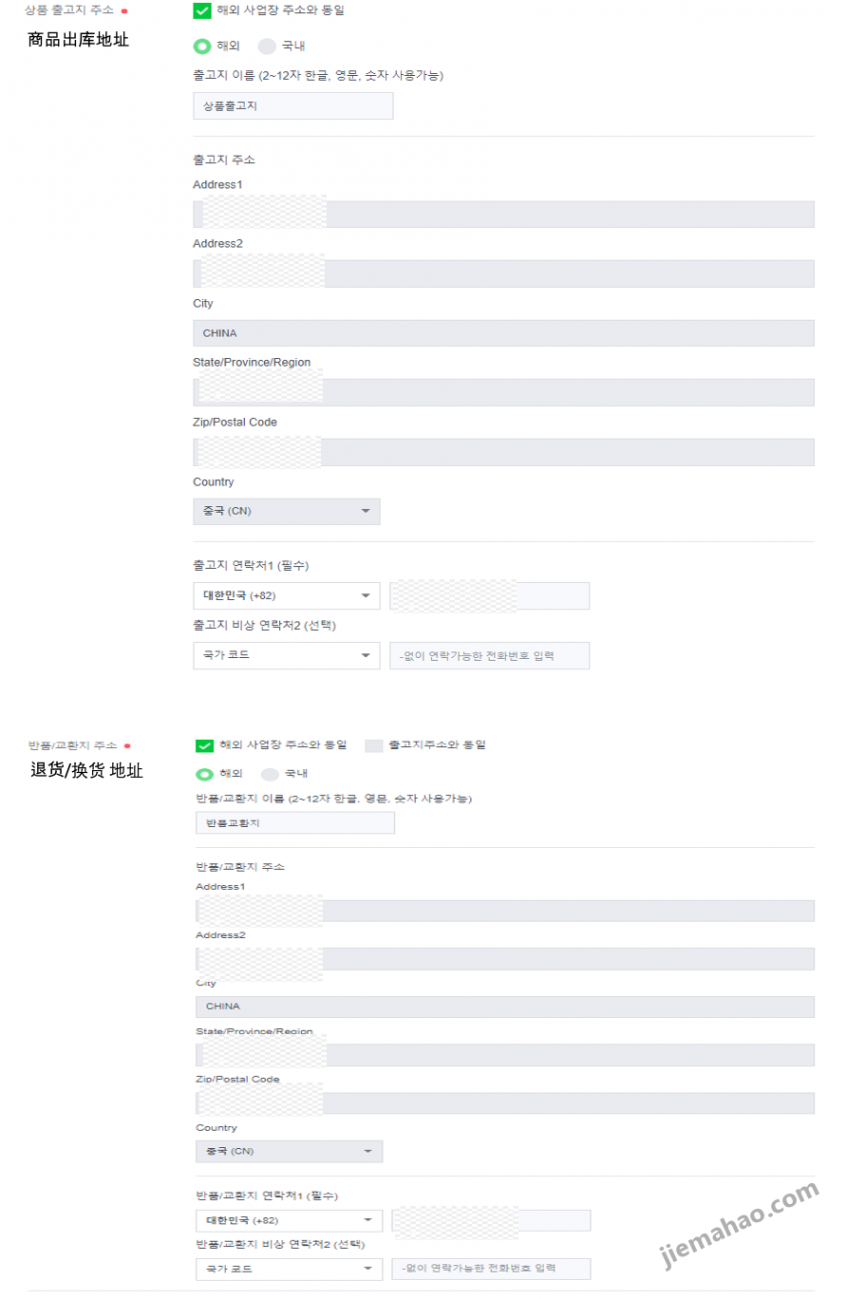 상품 출고지 주소
해외 사업장 주소와 동일
商品出库地址
해외 국내
출고지 이름 (2~12자 한글, 영문, 숫자 사용가능)
상품출고지
출고지 주소
Address1
Address2
City
CHINA
State/Province/Region
Zip/Postal Code
Country
중국 (CN)
출고지 연락처1 (필수)
대한민국 (+82)
출고지 비상 연락처2 (선택)
국가 코드 -없이 연락가능한 전화번호 입력
반품/교환지 주소
해외 사업장 주소와 동일 출고지주소와 동일
退货/换货 地址
해외 국내
반품/교환지 이름 (2~12자 한글, 영문, 숫자 사용가능)
반품교환지
반품/교환지 주소
Address1
Address2
City
CHINA
State/Province/Region
Zip/Postal Code
Country
중국 (CN)
반품/교환지 연락처1 (필수)
대한민국 (+82)
반품/교환지 비상 연락처2 (선택)
국가 코드 -없이 연락가능한 전화번호 입력
jiemahao.com